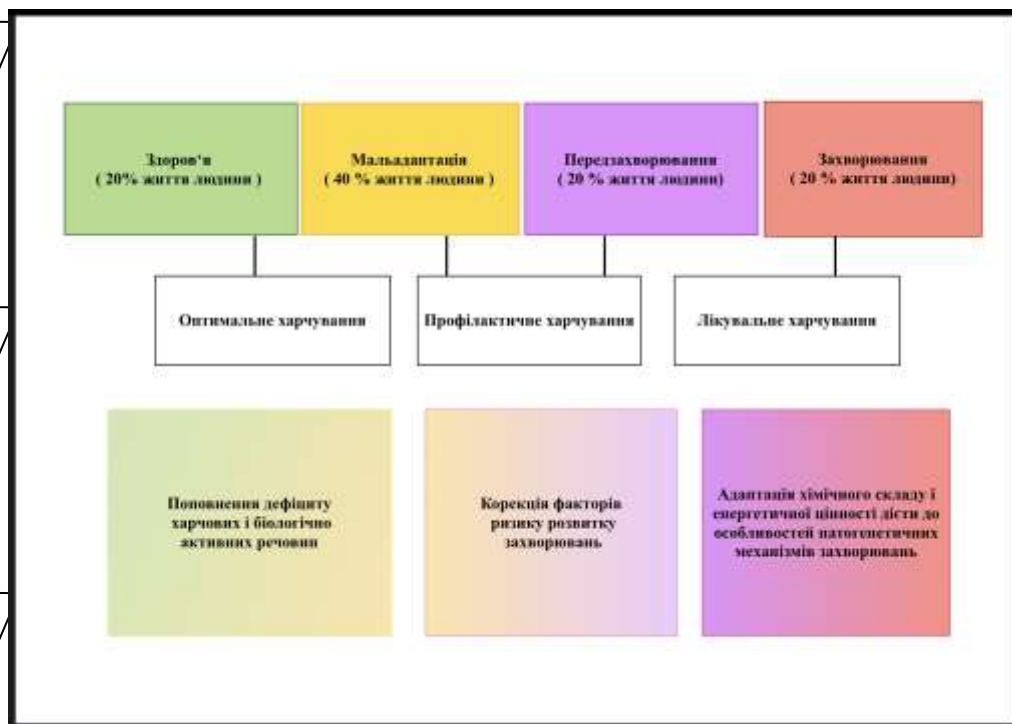 Здоров'я
( 20% життя людини )
Мальадантація
( 40 % життя людини )
Передзахворювання
( 20 % життя людини)
Захворювання
( 20 % життя людини)
Оптимальне харчування
Профілактичне харчування
Лікувальне харчування
Поповнення дефіциту
харчових і біологічно
активних речовин
Корекція факторів
ризику розвитку
захворювань
Адаптація хімічного складу і
енергетичної цінності дієти до
особливостей патогенетичних
механізмів захворювань